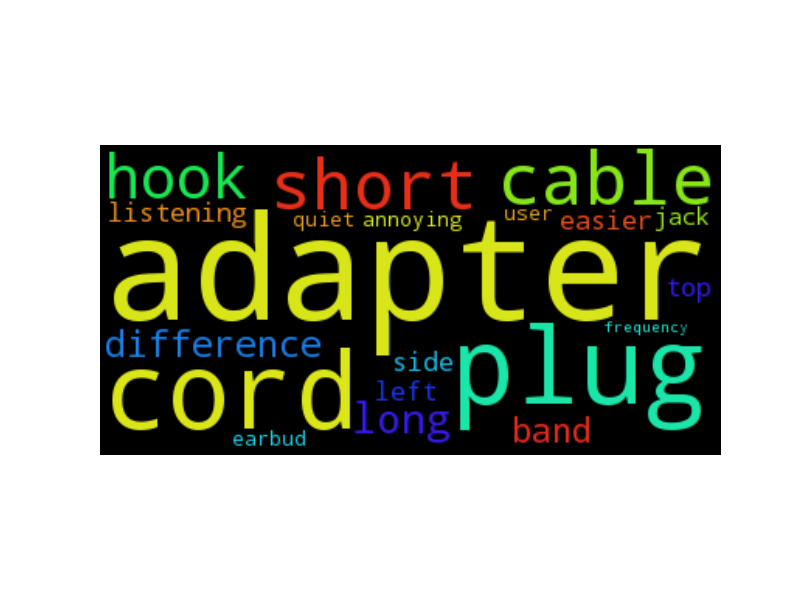 hook short cable
listening quiet annoying user easier jack
adapter
top
frequency
difference
side plug
cord left
long band
earbud